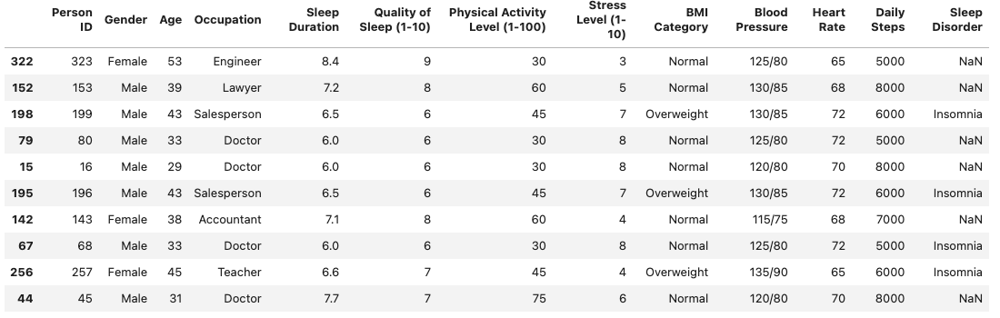 Person ID Gender Age Occupation Sleep Duration Quality of Sleep (1-10) Physical Activity Level (1-100) Stress Level (1-10) BMI Category Blood Pressure Heart Rate Daily Steps Sleep Disorder
322 323 Female 53 Engineer 8.4 9 30 3 Normal 125/80 65 5000 NaN
152 153 Male 39 Lawyer 7.2 8 60 5 Normal 130/85 68 8000 NaN
198 199 Male 43 Salesperson 6.5 6 45 7 Overweight 130/85 72 6000 Insomnia
79 80 Male 33 Doctor 6.0 6 30 8 Normal 125/80 72 5000 NaN
15 16 Male 29 Doctor 6.0 6 30 8 Normal 120/80 70 8000 NaN
195 196 Male 43 Salesperson 6.5 6 45 7 Overweight 130/85 72 6000 Insomnia
142 143 Female 38 Accountant 7.1 8 60 4 Normal 115/75 68 7000 NaN
67 68 Male 33 Doctor 6.0 6 30 8 Normal 125/80 72 5000 Insomnia
256 257 Female 45 Teacher 6.6 7 45 4 Overweight 135/90 65 6000 Insomnia
44 45 Male 31 Doctor 7.7 7 75 6 Normal 120/80 70 8000 NaN